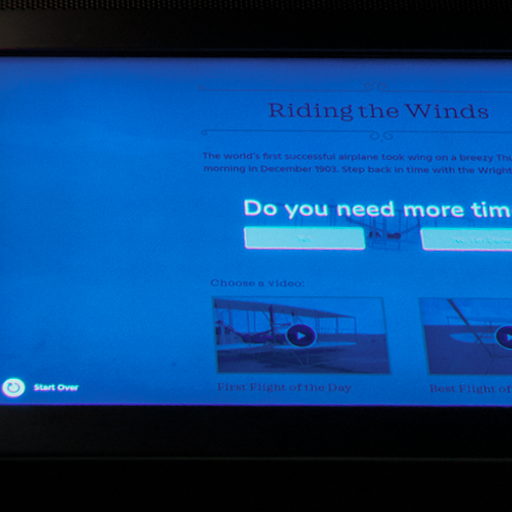 Riding the Winds
The world's first successful airplane took wing on a breezy Thu
morning in December 1903. Step back in time with the Wright
Do you need more tim
Choose a video:
First Flight of the Day
Best Flight of
Start Over